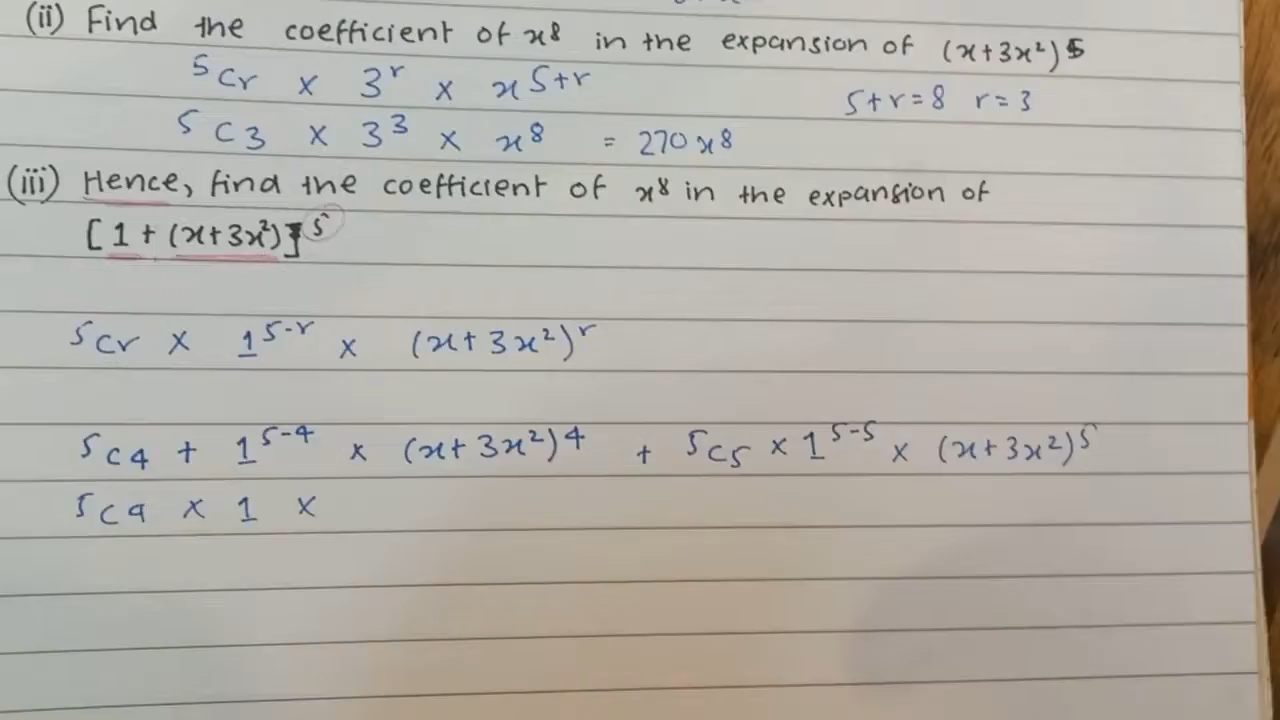 (ii) Find the coefficient of x⁸ in the expansion of (x+3x²)⁵
⁵Cr × 3ʳ × x⁵⁺ʳ 5+r=8 r=3
⁵C₃ × 3³ × x⁸ = 270x⁸
(iii) Hence, find the coefficient of x⁸ in the expansion of
[1+(x+3x²)]⁵
⁵Cr × 1⁵⁻ʳ × (x+3x²)ʳ
⁵C₄ + 1⁵⁻⁴ × (x+3x²)⁴ + ⁵C₅ × 1⁵⁻⁵ × (x+3x²)⁵
⁵C₄ × 1 ×